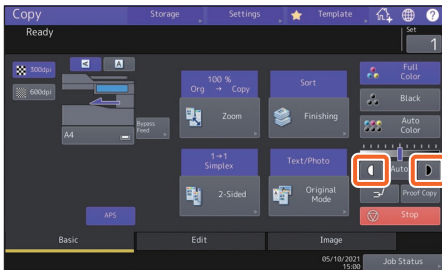 Copy
Storage
Settings
Template
Ready
Set
1
300dpi
600dpi
A
A
A4
Bypass
Feed
APS
100 %
Org → Copy
Zoom
Sort
Finishing
1→1
Simplex
2-Sided
Text/Photo
Original
Mode
Full
Color
Black
Auto
Color
Auto
Proof Copy
Stop
Basic
Edit
Image
05/10/2021
15:00
Job Status